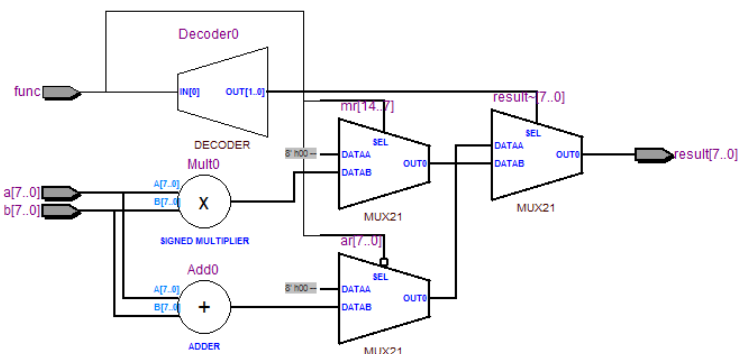 Decoder0
func
IN[0]
OUT[1..0]
DECODER
mr[14..7]
result~[7..0]
SEL
8' h00 --
DATAA
DATAB
OUT0
MUX21
SEL
DATAA
DATAB
OUT0
MUX21
result[7..0]
Mult0
a[7..0]
b[7..0]
A[7..0]
B[7..0]
X
SIGNED MULTIPLIER
ar[7..0]
SEL
8' h00 --
DATAA
DATAB
OUT0
MUX21
Add0
A[7..0]
B[7..0]
+
ADDER